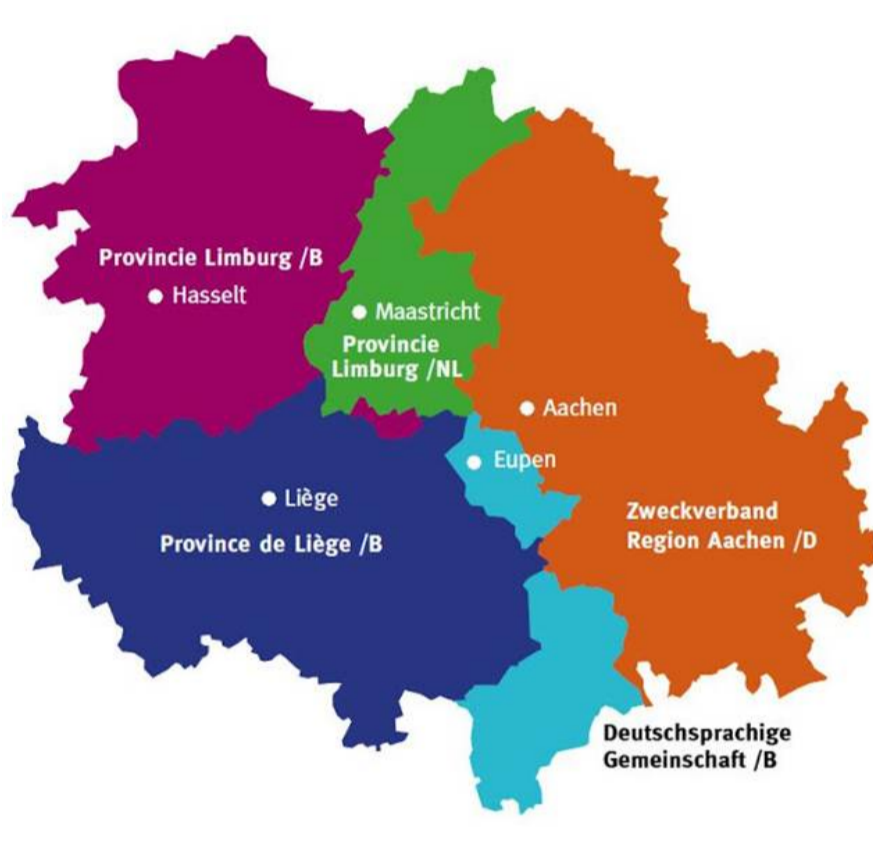 Provincie Limburg /B
Hasselt
Maastricht
Provincie
Limburg /NL
Aachen
Eupen
Liège
Zweckverband
Region Aachen /D
Province de Liège /B
Deutschsprachige
Gemeinschaft /B